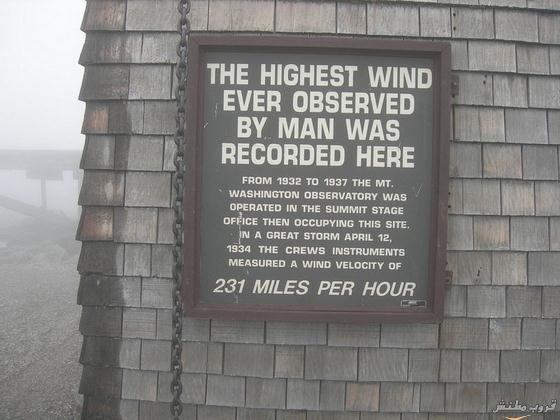 THE HIGHEST WIND
EVER OBSERVED
BY MAN WAS
RECORDED HERE
FROM 1932 TO 1937 THE MT.
WASHINGTON OBSERVATORY WAS
OPERATED IN THE SUMMIT STAGE
OFFICE THEN OCCUPYING THIS SITE.
IN A GREAT STORM APRIL 12,
1934 THE CREWS INSTRUMENTS
MEASURED A WIND VELOCITY OF
231 MILES PER HOUR
قروب مطنش